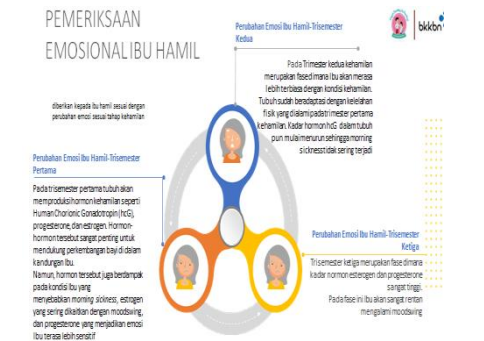 PEMERIKSAAN
EMOSIONAL IBU HAMIL
diberikan kepada ibu hamil sesuai dengan
perubahan emosi sesuai tahap kehamilan
Perubahan Emosi Ibu Hamil-Trisemester
Kedua
bkkbn
Pada Trimester kedua kehamilan
merupakan fase dimana Ibu akan merasa
lebih terbiasa dengan kondisi kehamilan.
Tubuh sudah beradaptasi dengan kelelahan
fisik yang dialami pada trimester pertama
kehamilan. Kadar hormon hcG dalam tubuh
pun mulai menurun sehingga morning
sickness tidak sering terjadi
Perubahan Emosi Ibu Hamil-Trisemester
Pertama
Pada trisemester pertama tubuh akan
memproduksi hormon kehamilan seperti
Human Chorionic Gonadotropin (hcG),
progesterone, dan estrogen. Hormon-
hormon tersebut sangat penting untuk
mendukung perkembangan bayi di dalam
kandungan ibu.
Namun, hormon tersebut juga berdampak
pada kondisi ibu yang
menyebabkan morning sickness, estrogen
yang sering dikaitkan dengan moodswing,
dan progesterone yang menjadikan emosi
Ibu terasa lebih sensitif
Perubahan Emosi Ibu Hamil-Trisemester
Ketiga
Trisemester ketiga merupakan fase dimana
kadar hormon esterogen dan progesterone
sangat tinggi.
Pada fase ini ibu akan sangat rentan
mengalami moodswing